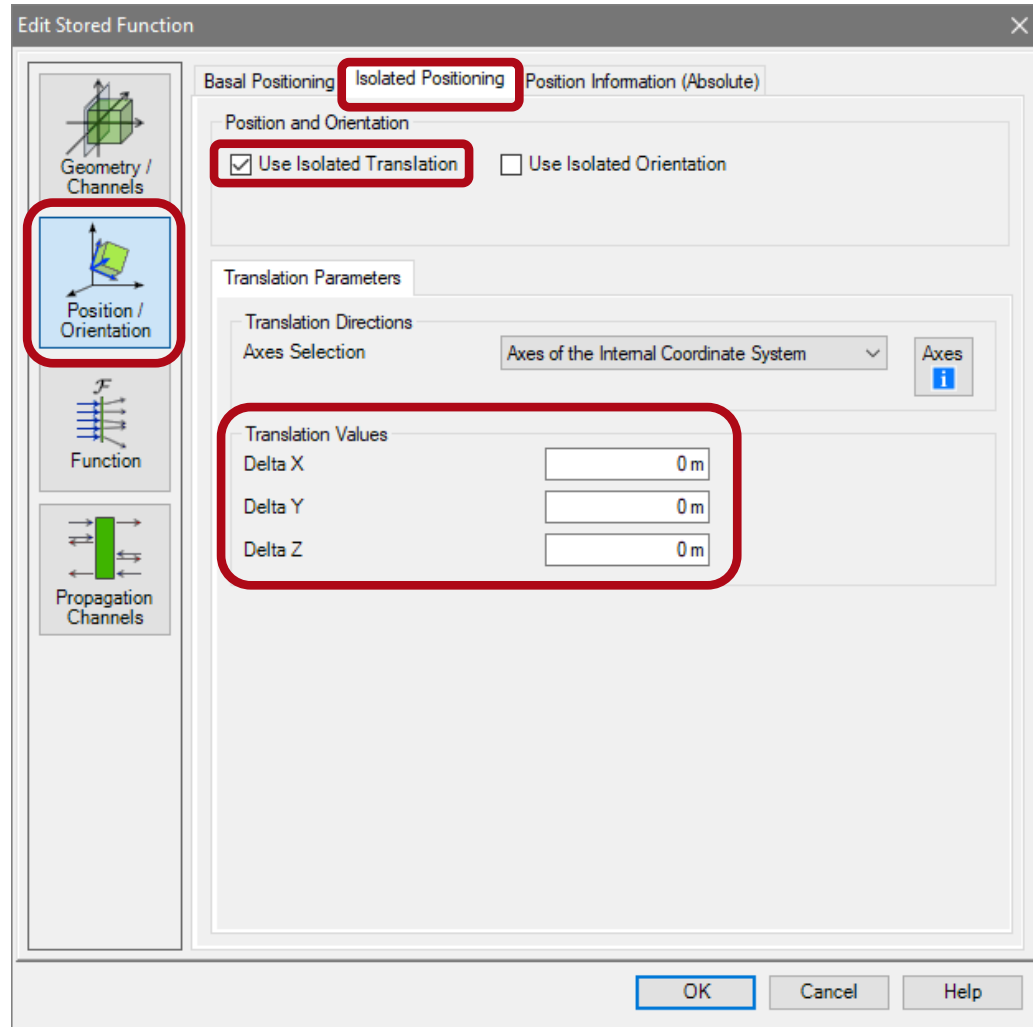 Edit Stored Function
Geometry /
Channels
Position /
Orientation
F
Function
Propagation
Channels
Basal Positioning Isolated Positioning Position Information (Absolute)
Position and Orientation
Use Isolated Translation Use Isolated Orientation
Translation Parameters
Translation Directions
Axes Selection Axes of the Internal Coordinate System Axes
i
Translation Values
Delta X 0 m
Delta Y 0 m
Delta Z 0 m
OK Cancel Help